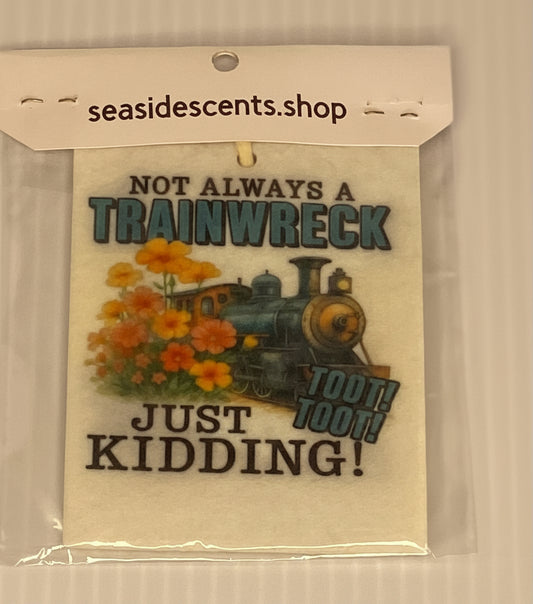 seasidescents.shop
NOT ALWAYS A
TRAINWRECK
TOOT!
TOOT!
JUST
KIDDING!